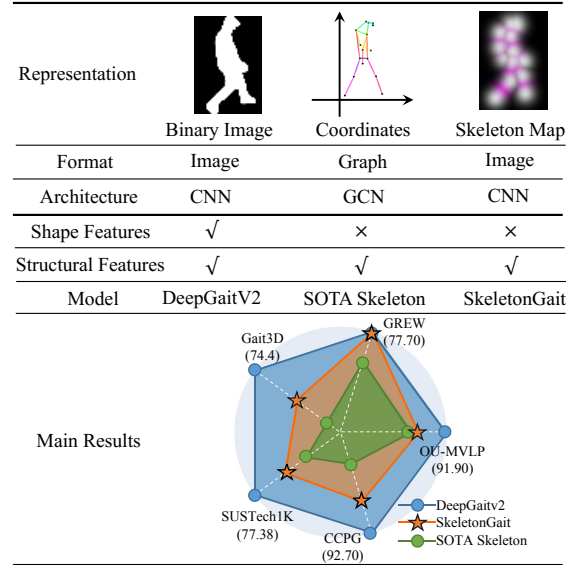 Representation
Binary Image Coordinates Skeleton Map
Format Image Graph Image
Architecture CNN GCN CNN
Shape Features √ × ×
Structural Features √ √ √
Model DeepGaitV2 SOTA Skeleton SkeletonGait
Main Results
GREW
(77.70)
Gait3D
(74.4)
OU-MVLP
(91.90)
SUSTech1K
(77.38)
CCPG
(92.70)
DeepGaitv2
SkeletonGait
SOTA Skeleton